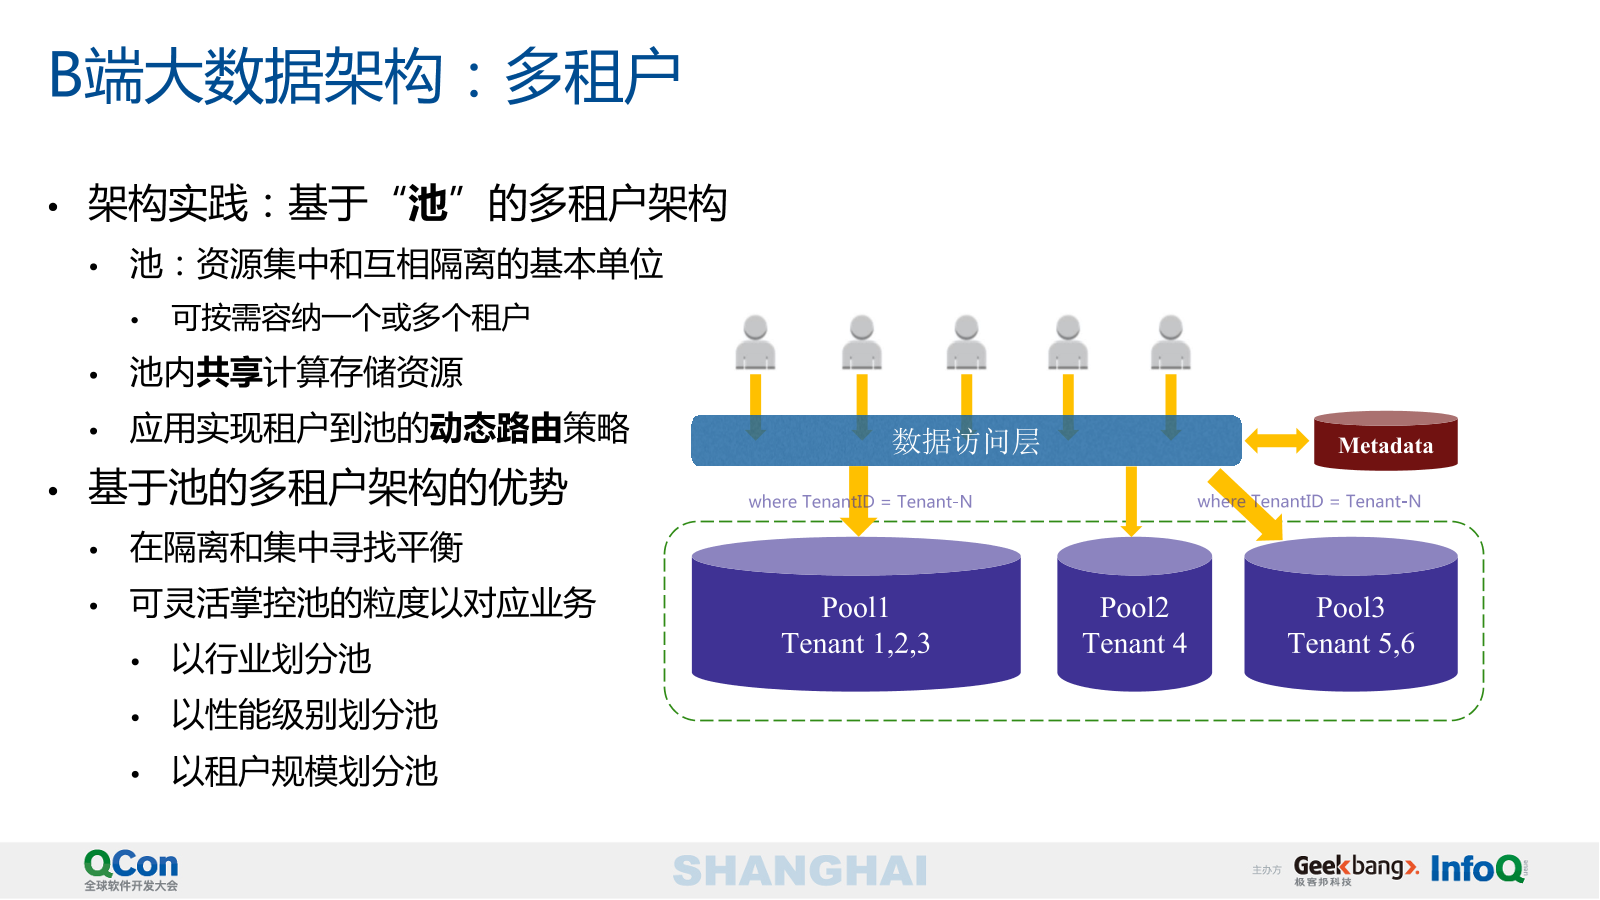 B端大数据架构：多租户
• 架构实践：基于“池”的多租户架构
• 池：资源集中和互相隔离的基本单位
• 可按需容纳一个或多个租户
• 池内共享计算存储资源
• 应用实现租户到池的动态路由策略
• 基于池的多租户架构的优势
• 在隔离和集中寻找平衡
• 可灵活掌控池的粒度以对应业务
• 以行业划分池
• 以性能级别划分池
• 以租户规模划分池
数据访问层
Metadata
where TenantID = Tenant-N
where TenantID = Tenant-N
Pool1
Tenant 1,2,3
Pool2
Tenant 4
Pool3
Tenant 5,6
QCon
全球软件开发大会
SHANGHAI
主办方
Geekbang>.
极客邦科技
InfoQ